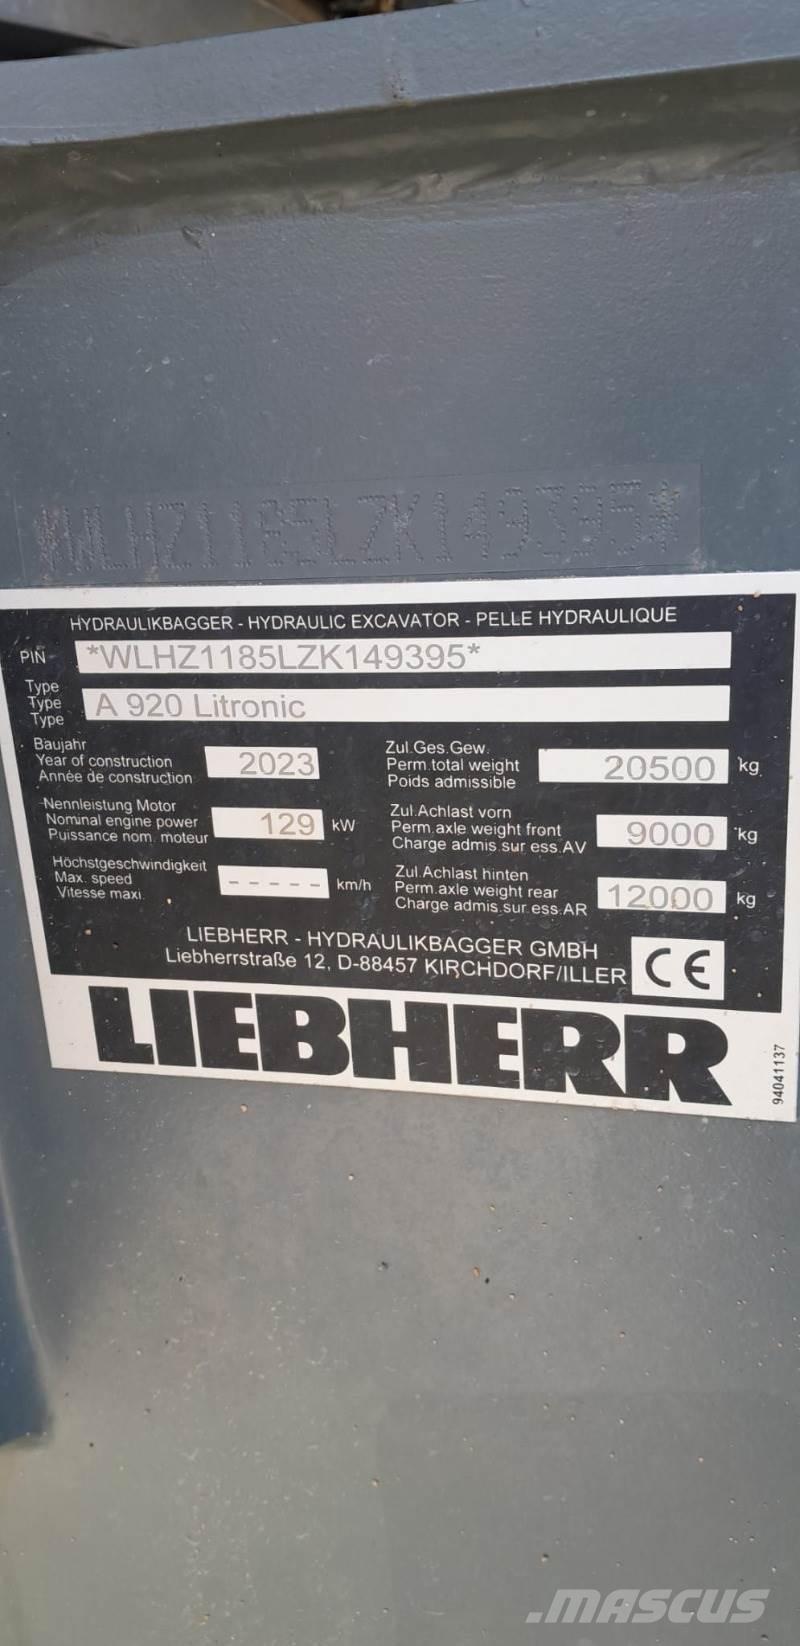 *WLHZ1185LZK149395*
HYDRAULIKBAGGER - HYDRAULIC EXCAVATOR - PELLE HYDRAULIQUE
PIN *WLHZ1185LZK149395*
Type
Type A 920 Litronic
Type
Baujahr
Year of construction 2023
Année de construction
Zul.Ges.Gew.
Perm.total weight 20500 kg
Poids admissible
Nennleistung Motor
Nominal engine power 129 kW
Puissance nom. moteur
Zul.Achlast vorn
Perm.axle weight front 9000 kg
Charge admis.sur ess.AV
Höchstgeschwindigkeit
Max. speed - - - - - km/h
Vitesse maxi.
Zul.Achlast hinten
Perm.axle weight rear 12000 kg
Charge admis.sur.ess.AR
LIEBHERR - HYDRAULIKBAGGER GMBH
Liebherrstraße 12, D-88457 KIRCHDORF/ILLER
CE
LIEBHERR
94041137
.MASCUS